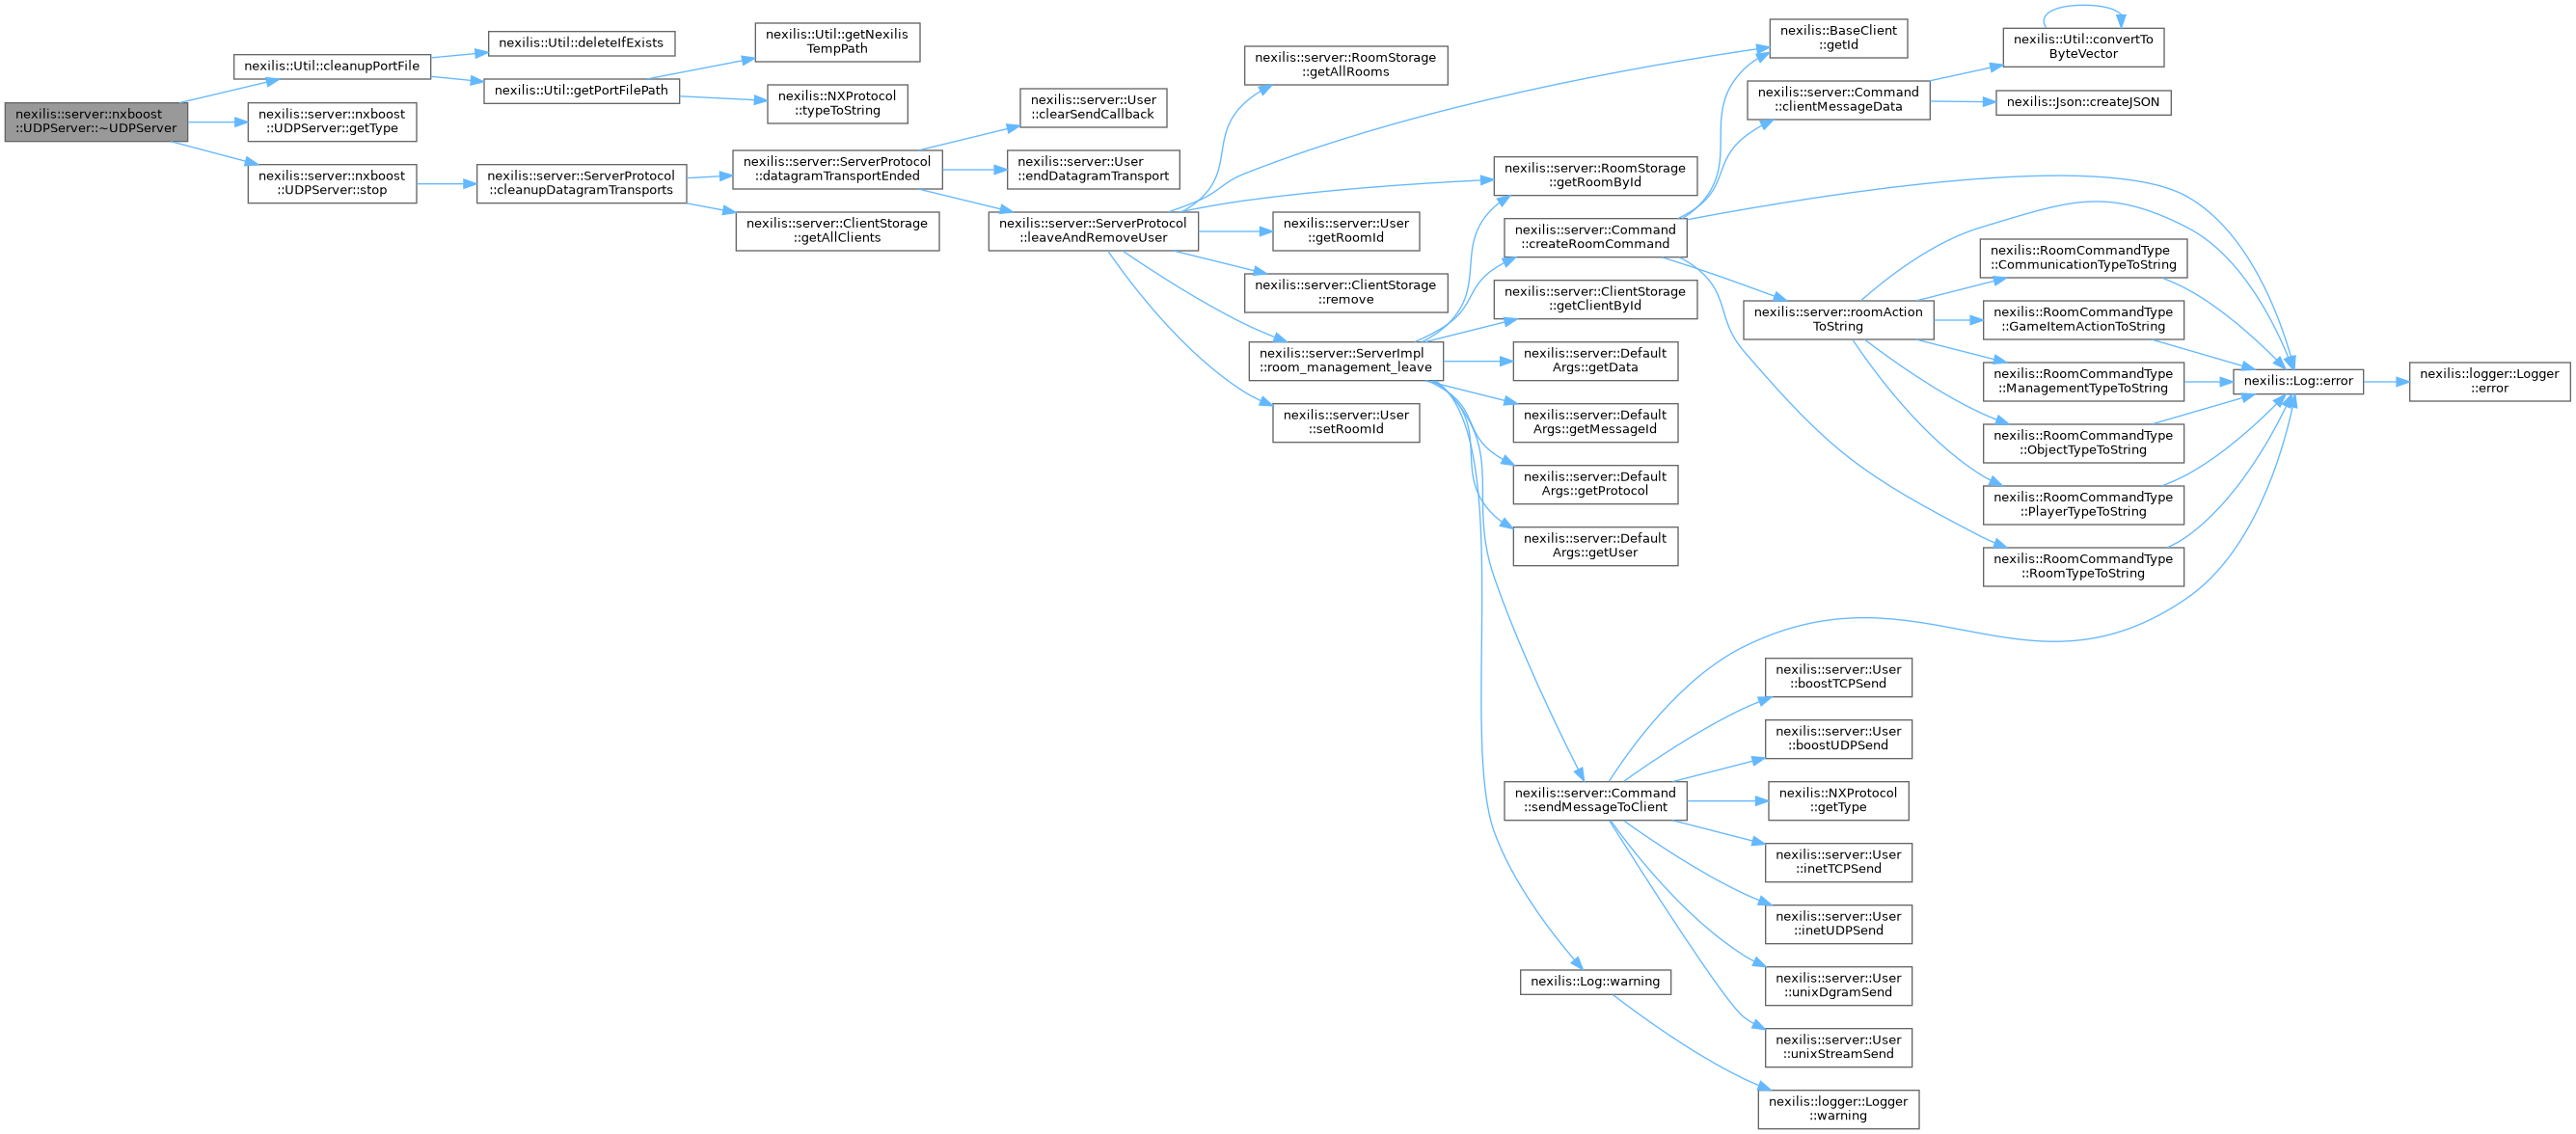 nexilis::server::nxboost
::UDPServer::~UDPServer
nexilis::Util::cleanupPortFile
nexilis::server::nxboost
::UDPServer::getType
nexilis::server::nxboost
::UDPServer::stop
nexilis::Util::deleteIfExists
nexilis::Util::getPortFilePath
nexilis::server::ServerProtocol
::cleanupDatagramTransports
nexilis::Util::getNexilis
TempPath
nexilis::NXProtocol
::typeToString
nexilis::server::ServerProtocol
::datagramTransportEnded
nexilis::server::ClientStorage
::getAllClients
nexilis::server::User
::clearSendCallback
nexilis::server::User
::endDatagramTransport
nexilis::server::ServerProtocol
::leaveAndRemoveUser
nexilis::server::RoomStorage
::getAllRooms
nexilis::server::User
::getRoomId
nexilis::server::ClientStorage
::remove
nexilis::server::ServerImpl
::room_management_leave
nexilis::server::User
::setRoomId
nexilis::server::RoomStorage
::getRoomById
nexilis::server::Command
::createRoomCommand
nexilis::server::ClientStorage
::getClientById
nexilis::server::Default
Args::getData
nexilis::server::Default
Args::getMessageId
nexilis::server::Default
Args::getProtocol
nexilis::server::Default
Args::getUser
nexilis::server::Command
::sendMessageToClient
nexilis::Log::warning
nexilis::BaseClient
::getId
nexilis::server::Command
::clientMessageData
nexilis::server::roomAction
ToString
nexilis::server::User
::boostTCPSend
nexilis::server::User
::boostUDPSend
nexilis::NXProtocol
::getType
nexilis::server::User
::inetTCPSend
nexilis::server::User
::inetUDPSend
nexilis::server::User
::unixDgramSend
nexilis::server::User
::unixStreamSend
nexilis::logger::Logger
::warning
nexilis::Util::convertTo
ByteVector
nexilis::Json::createJSON
nexilis::RoomCommandType
::CommunicationTypeToString
nexilis::RoomCommandType
::GameItemActionToString
nexilis::RoomCommandType
::ManagementTypeToString
nexilis::RoomCommandType
::ObjectTypeToString
nexilis::RoomCommandType
::PlayerTypeToString
nexilis::RoomCommandType
::RoomTypeToString
nexilis::Log::error
nexilis::logger::Logger
::error